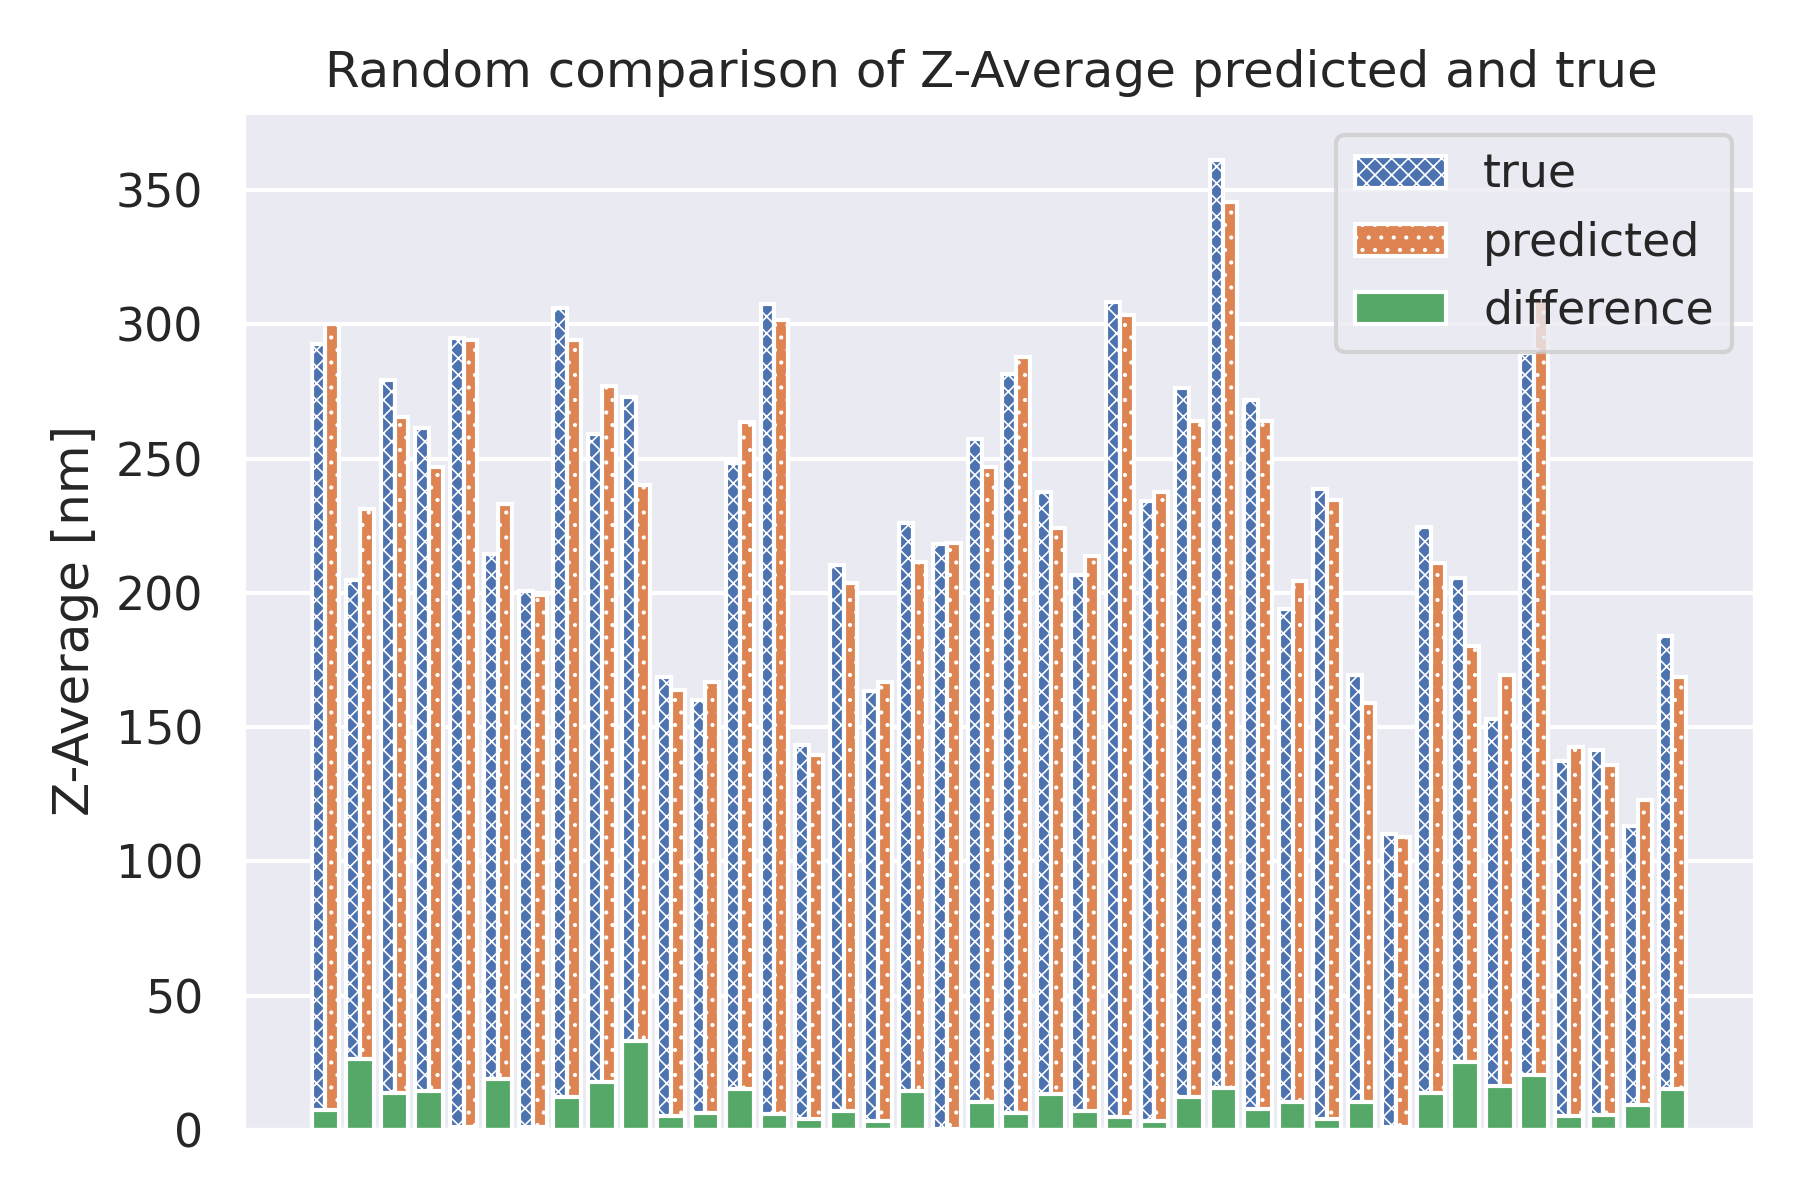 Random comparison of Z-Average predicted and true
Z-Average [nm]
350
300
250
200
150
100
50
0
true
predicted
difference